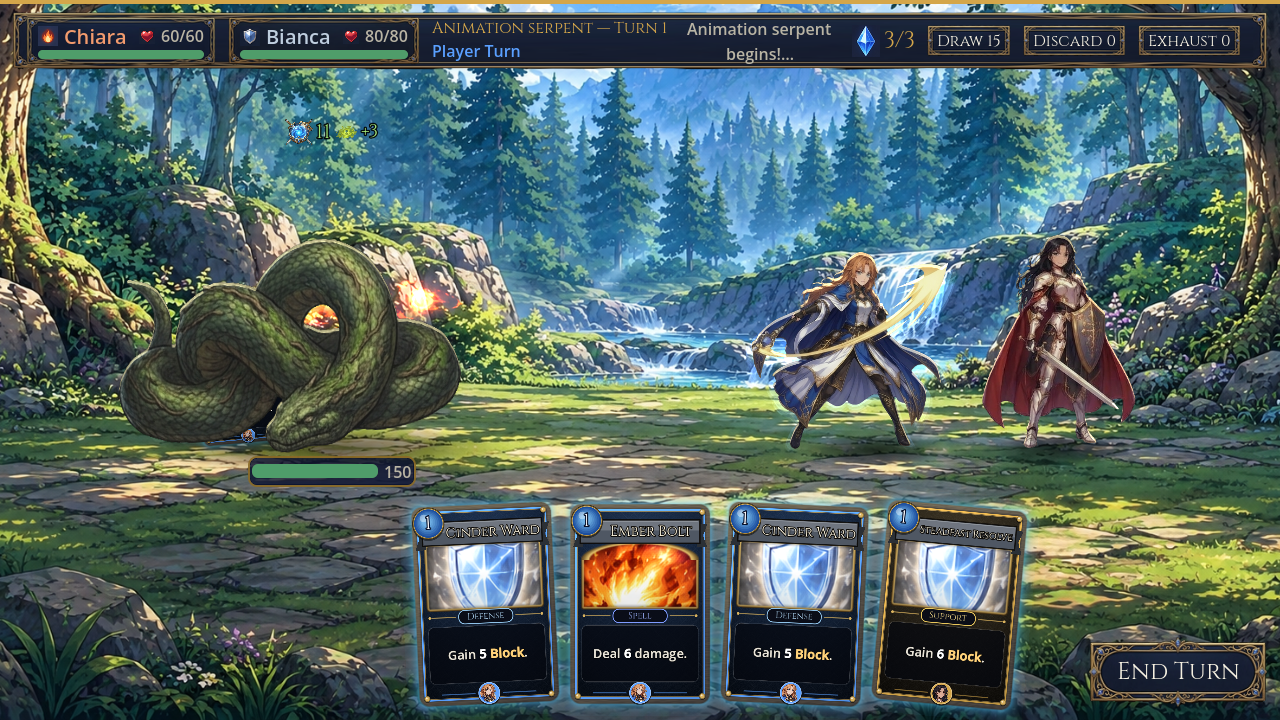 Chiara 60/60
Bianca 80/80
Animation serpent — Turn 1
Player Turn
Animation serpent
begins!...
3/3
Draw 15
Discard 0
Exhaust 0
11 +3
150
1 Cinder Ward
Defense
Gain 5 Block.
1 Ember Bolt
Spell
Deal 6 damage.
1 Cinder Ward
Defense
Gain 5 Block.
1 Steadfast Resolve
Support
Gain 6 Block.
End Turn